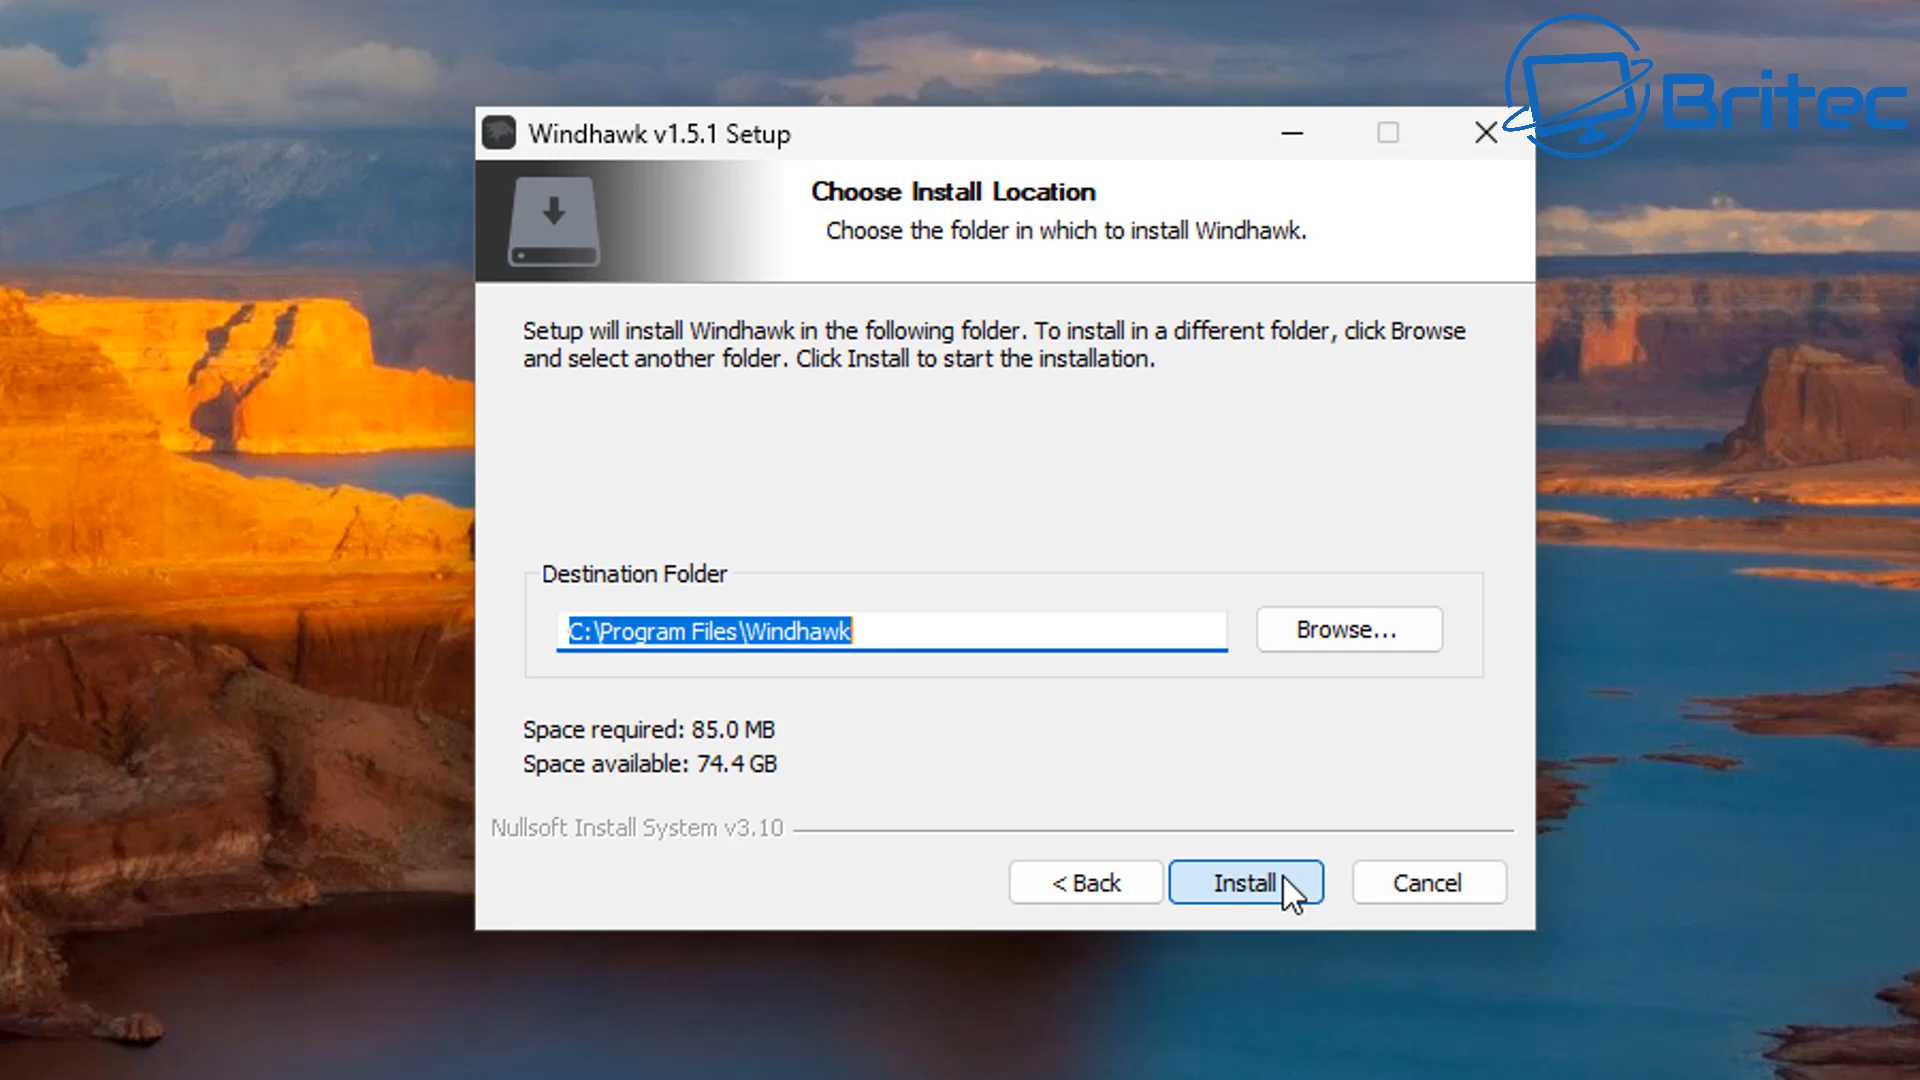 Britec
Windhawk v1.5.1 Setup
Choose Install Location
Choose the folder in which to install Windhawk.
Setup will install Windhawk in the following folder. To install in a different folder, click Browse
and select another folder. Click Install to start the installation.
Destination Folder
C:\Program Files\Windhawk
Browse...
Space required: 85.0 MB
Space available: 74.4 GB
Nullsoft Install System v3.10
< Back
Install
Cancel